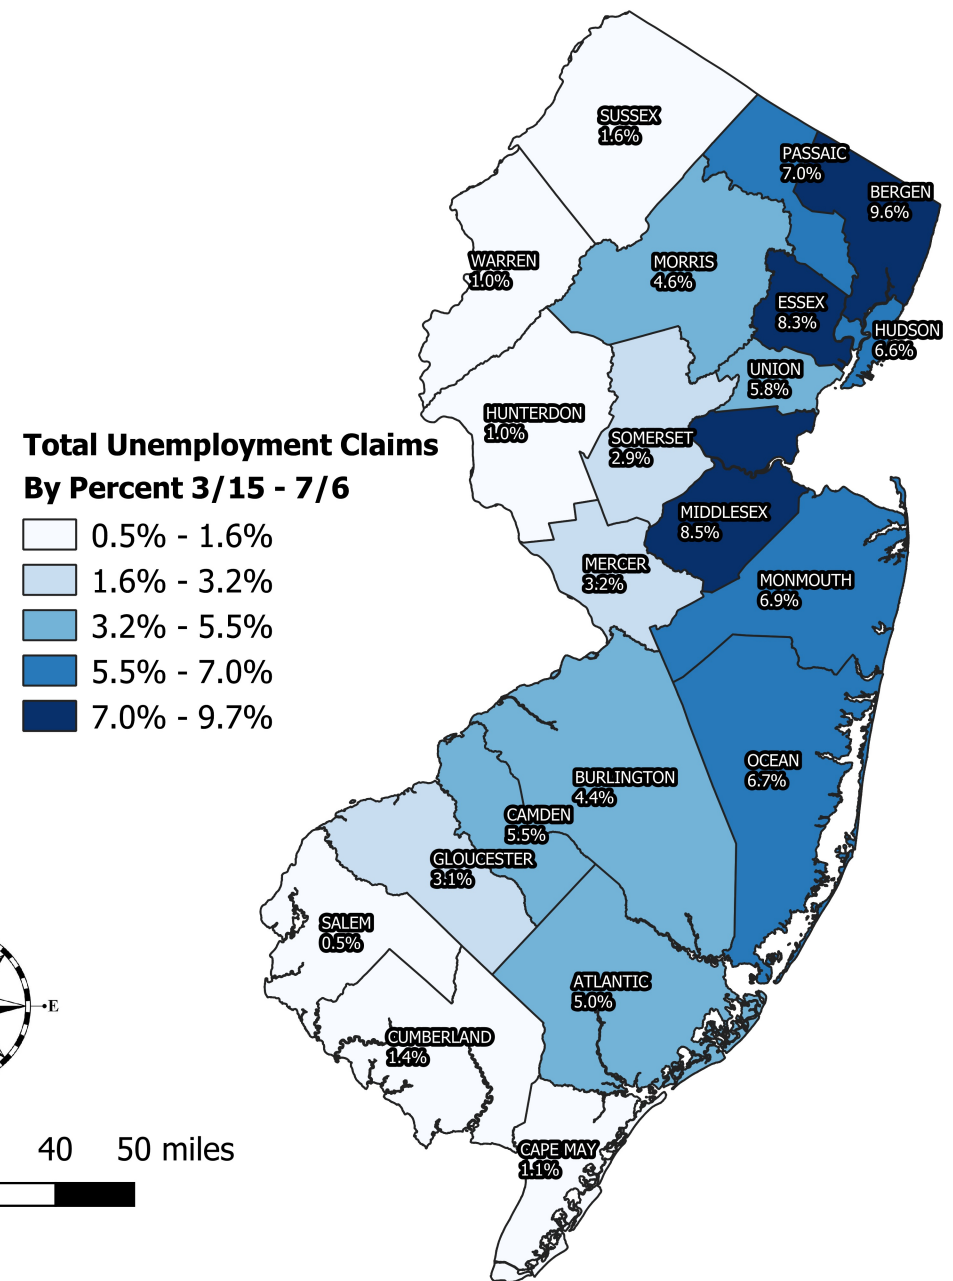 SUSSEX
1.6%
PASSAIC
7.0%
BERGEN
9.6%
WARREN
1.0%
MORRIS
4.6%
ESSEX
8.3%
HUDSON
6.6%
UNION
5.8%
HUNTERDON
1.0%
SOMERSET
2.9%
Total Unemployment Claims
By Percent 3/15 - 7/6
0.5% - 1.6%
1.6% - 3.2%
3.2% - 5.5%
5.5% - 7.0%
7.0% - 9.7%
MIDDLESEX
8.5%
MERCER
3.2%
MONMOUTH
6.9%
OCEAN
6.7%
BURLINGTON
4.4%
CAMDEN
5.5%
GLOUCESTER
3.1%
SALEM
0.5%
ATLANTIC
5.0%
E
CUMBERLAND
1.4%
CAPE MAY
1.1%
40 50 miles